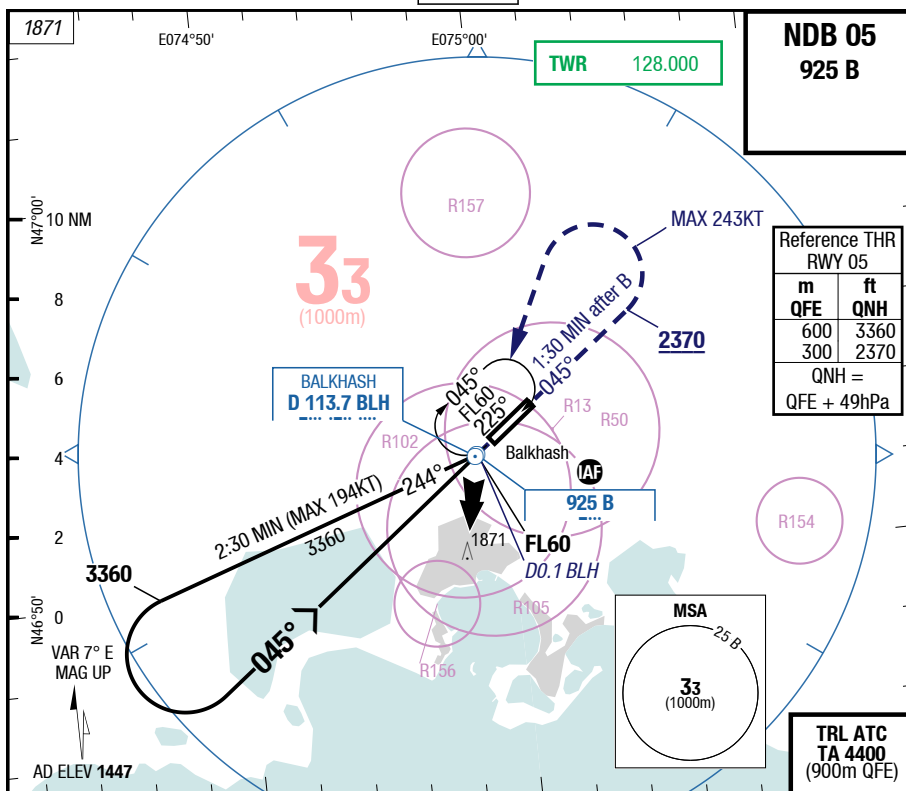 1871
E074°50'
E075°00'
TWR 128.000
NDB 05
925 B
N47°00'
10 NM
R157
MAX 243KT
33
(1000m)
Reference THR
RWY 05
m ft
QFE QNH
600 3360
300 2370
QNH =
QFE + 49hPa
8
1:30 MIN after B
2370
6
BALKHASH
D 113.7 BLH
045°
FL60
225°
045°
R13
R50
R102
4
Balkhash
IAF
244°
925 B
2:30 MIN (MAX 194KT)
3360
R154
2
1871
FL60
D0.1 BLH
3360
R105
0
N46°50'
045°
MSA
25 B
33
(1000m)
VAR 7° E
MAG UP
R156
TRL ATC
TA 4400
(900m QFE)
AD ELEV 1447